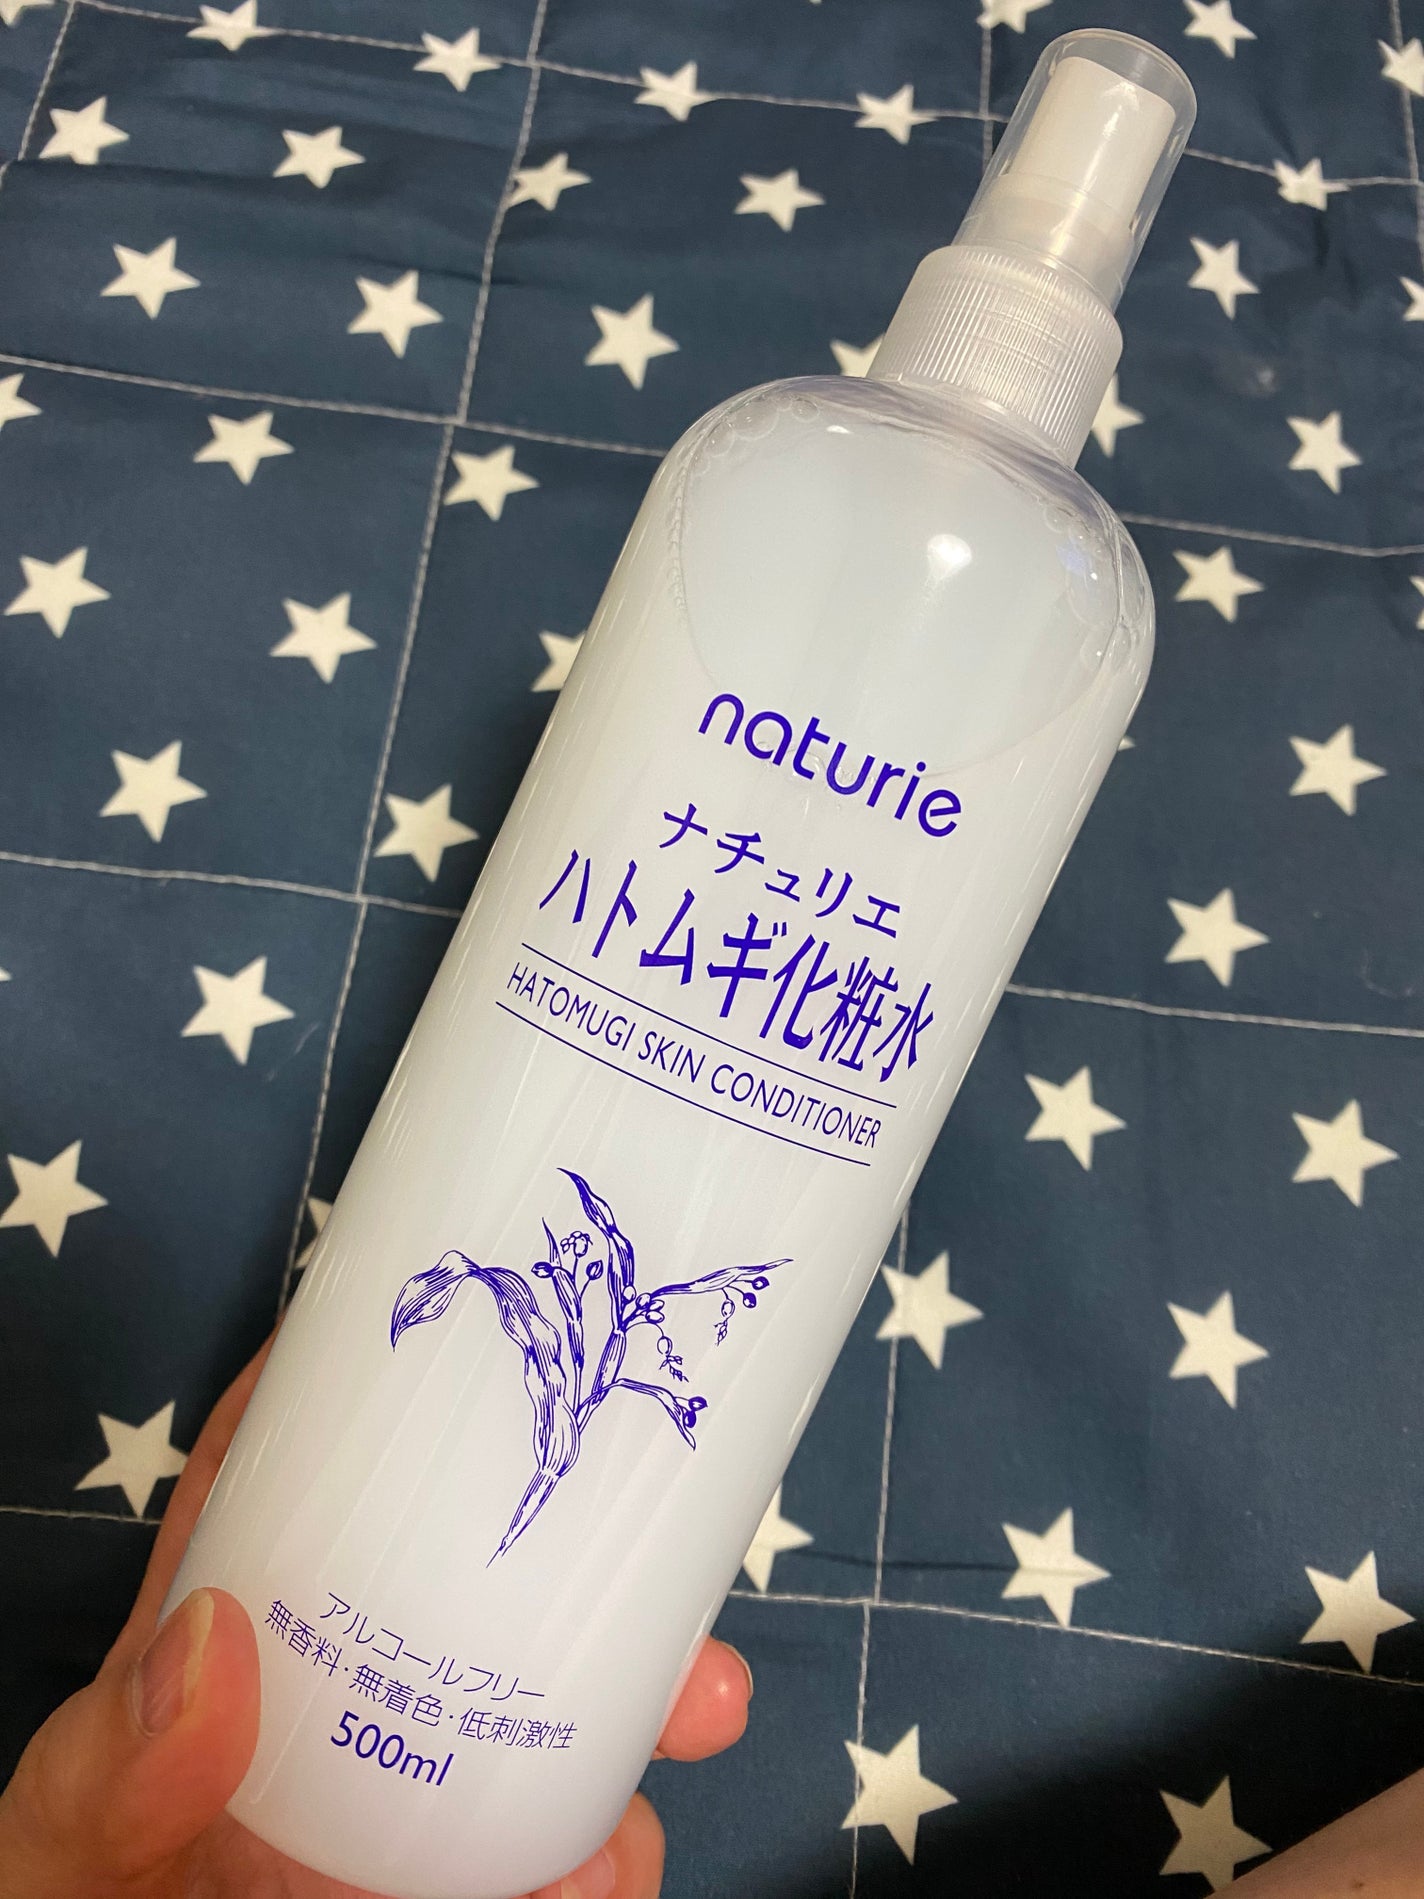 naturie
ナチュリエ
ハトムギ化粧水
HATOMUGI SKIN CONDITIONER
アルコールフリー
無香料・無着色・低刺激性
500ml